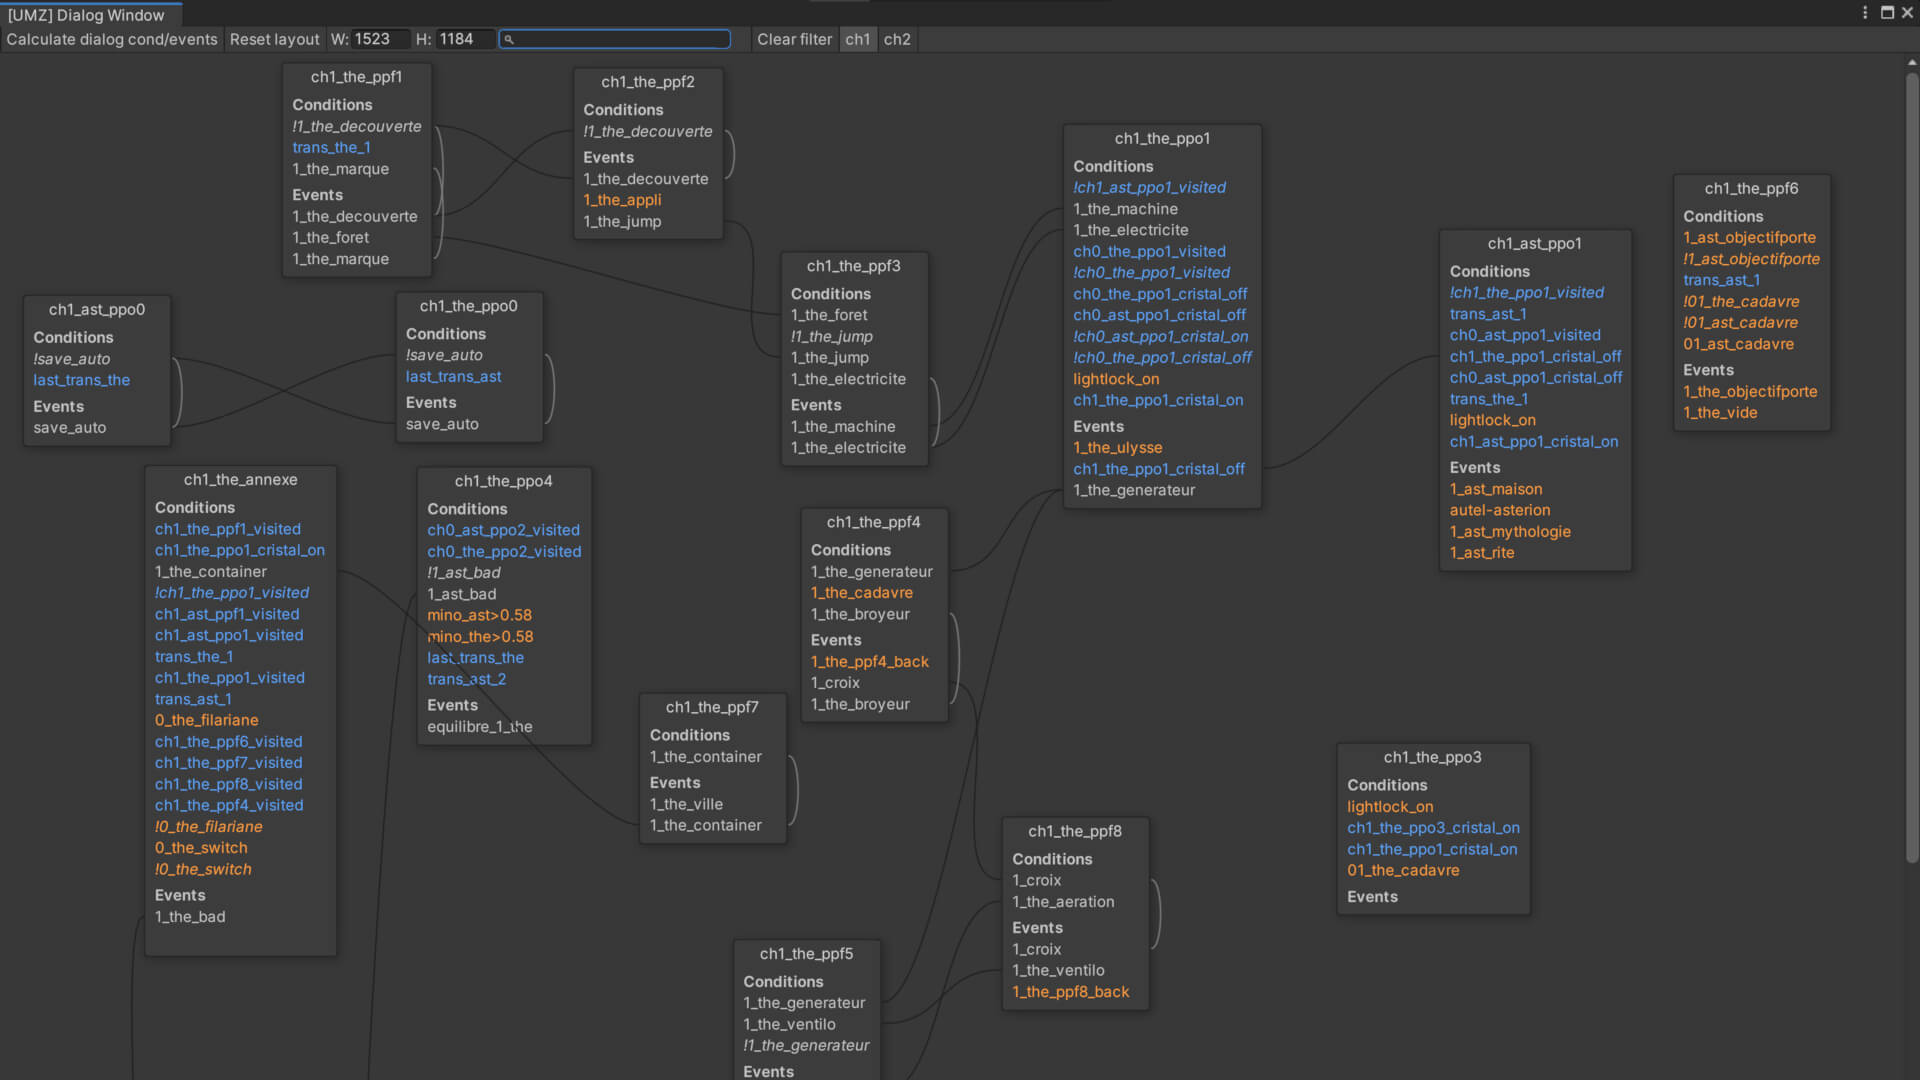 [UMZ] Dialog Window
Calculate dialog cond/events Reset layout W: 1523 H: 1184 Clear filter ch1 ch2
ch1_the_ppf1
Conditions
!1_the_decouverte
trans_the_1
1_the_marque
Events
1_the_decouverte
1_the_foret
1_the_marque
ch1_the_ppf2
Conditions
!1_the_decouverte
Events
1_the_decouverte
1_the_appli
1_the_jump
ch1_the_ppo1
Conditions
!ch1_ast_ppo1_visited
1_the_machine
1_the_electricite
ch0_the_ppo1_visited
!ch0_the_ppo1_visited
ch0_the_ppo1_cristal_off
ch0_ast_ppo1_cristal_off
!ch0_ast_ppo1_cristal_on
!ch0_the_ppo1_cristal_off
lightlock_on
ch1_the_ppo1_cristal_on
Events
1_the_ulysse
ch1_the_ppo1_cristal_off
1_the_generateur
ch1_the_ppf6
Conditions
1_ast_objectifporte
!1_ast_objectifporte
trans_ast_1
!01_the_cadavre
!01_ast_cadavre
01_ast_cadavre
Events
1_the_objectifporte
1_the_vide
ch1_ast_ppo1
Conditions
!ch1_the_ppo1_visited
trans_ast_1
ch0_ast_ppo1_visited
ch1_the_ppo1_cristal_off
ch0_ast_ppo1_cristal_off
trans_the_1
lightlock_on
ch1_ast_ppo1_cristal_on
Events
1_ast_maison
autel-asterion
1_ast_mythologie
1_ast_rite
ch1_the_ppf3
Conditions
1_the_foret
!1_the_jump
1_the_jump
1_the_electricite
Events
1_the_machine
1_the_electricite
ch1_ast_ppo0
Conditions
!save_auto
last_trans_the
Events
save_auto
ch1_the_ppo0
Conditions
!save_auto
last_trans_ast
Events
save_auto
ch1_the_annexe
Conditions
ch1_the_ppf1_visited
ch1_the_ppo1_cristal_on
1_the_container
!ch1_the_ppo1_visited
ch1_ast_ppf1_visited
ch1_ast_ppo1_visited
trans_the_1
ch1_the_ppo1_visited
trans_ast_1
0_the_filariane
ch1_the_ppf6_visited
ch1_the_ppf7_visited
ch1_the_ppf8_visited
ch1_the_ppf4_visited
!0_the_filariane
0_the_switch
!0_the_switch
Events
1_the_bad
ch1_the_ppo4
Conditions
ch0_ast_ppo2_visited
ch0_the_ppo2_visited
!1_ast_bad
1_ast_bad
mino_ast>0.58
mino_the>0.58
last_trans_the
trans_ast_2
Events
equilibre_1_the
ch1_the_ppf4
Conditions
1_the_generateur
1_the_cadavre
1_the_broyeur
Events
1_the_ppf4_back
1_croix
1_the_broyeur
ch1_the_ppf7
Conditions
1_the_container
Events
1_the_ville
1_the_container
ch1_the_ppo3
Conditions
lightlock_on
ch1_the_ppo3_cristal_on
ch1_the_ppo1_cristal_on
01_the_cadavre
Events
ch1_the_ppf8
Conditions
1_croix
1_the_aeration
Events
1_croix
1_the_ventilo
1_the_ppf8_back
ch1_the_ppf5
Conditions
1_the_generateur
1_the_ventilo
!1_the_generateur
Events